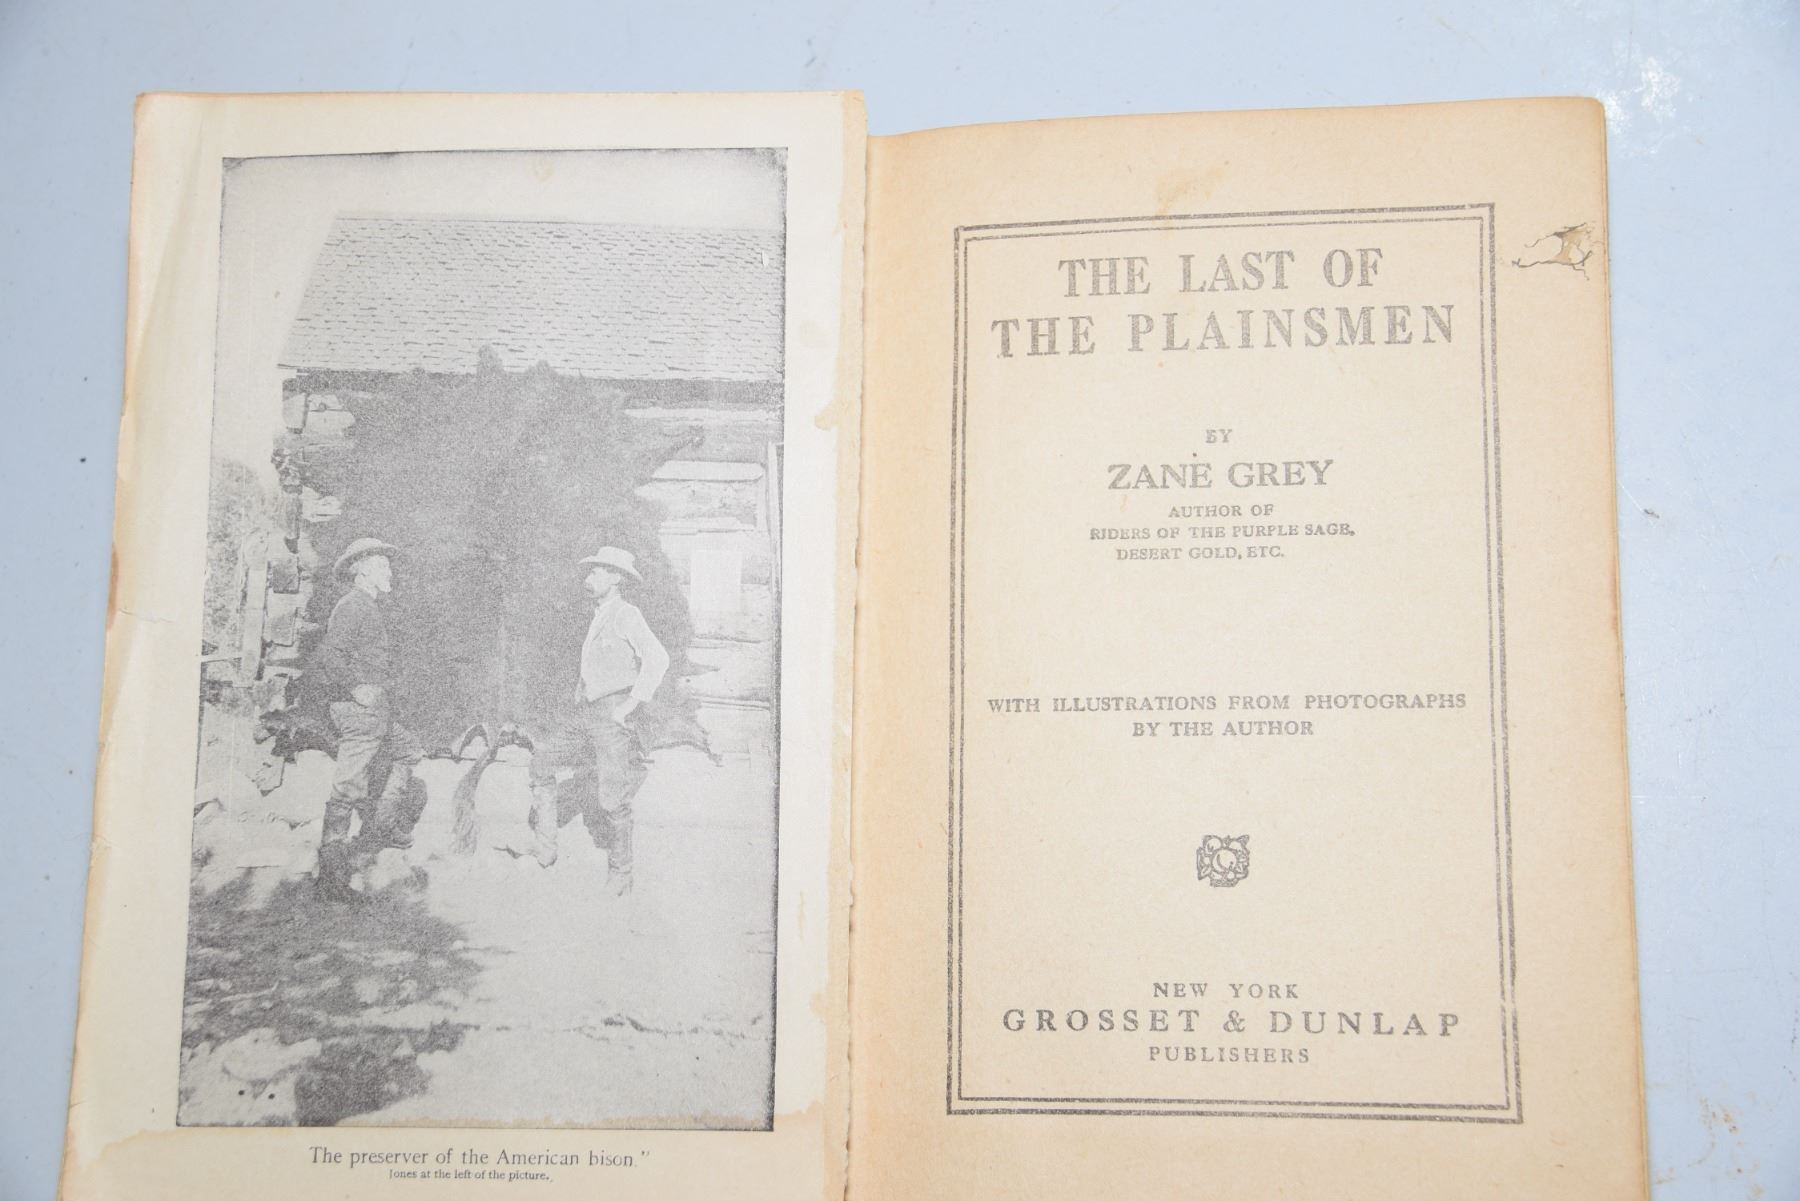 The preserver of the American bison."
Jones at the left of the picture.
THE LAST OF
THE PLAINSMEN
BY
ZANE GREY
AUTHOR OF
RIDERS OF THE PURPLE SAGE,
DESERT GOLD, ETC.
WITH ILLUSTRATIONS FROM PHOTOGRAPHS
BY THE AUTHOR
NEW YORK
GROSSET & DUNLAP
PUBLISHERS